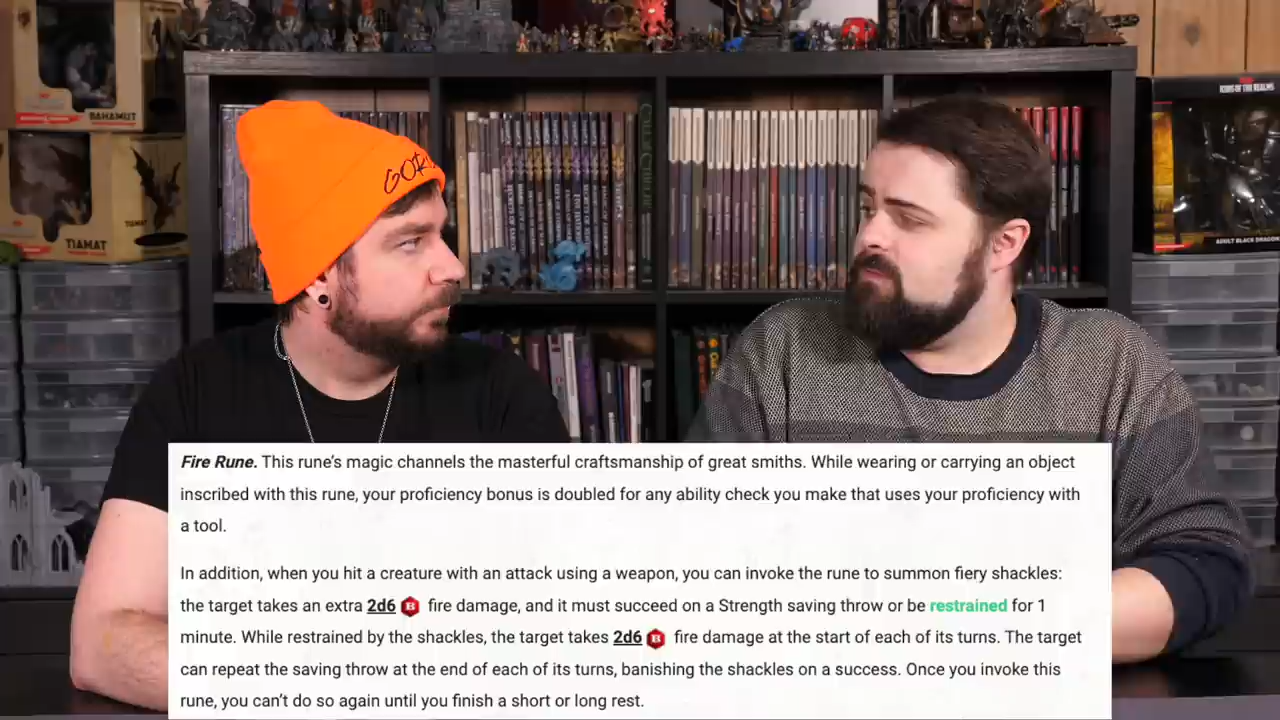 BAHAMUT
TIAMAT
TIAMAT
GOR
ADULT BLACK DRAGON
Fire Rune. This rune’s magic channels the masterful craftsmanship of great smiths. While wearing or carrying an object
inscribed with this rune, your proficiency bonus is doubled for any ability check you make that uses your proficiency with
a tool.
In addition, when you hit a creature with an attack using a weapon, you can invoke the rune to summon fiery shackles:
the target takes an extra 2d6 B fire damage, and it must succeed on a Strength saving throw or be restrained for 1
minute. While restrained by the shackles, the target takes 2d6 B fire damage at the start of each of its turns. The target
can repeat the saving throw at the end of each of its turns, banishing the shackles on a success. Once you invoke this
rune, you can’t do so again until you finish a short or long rest.